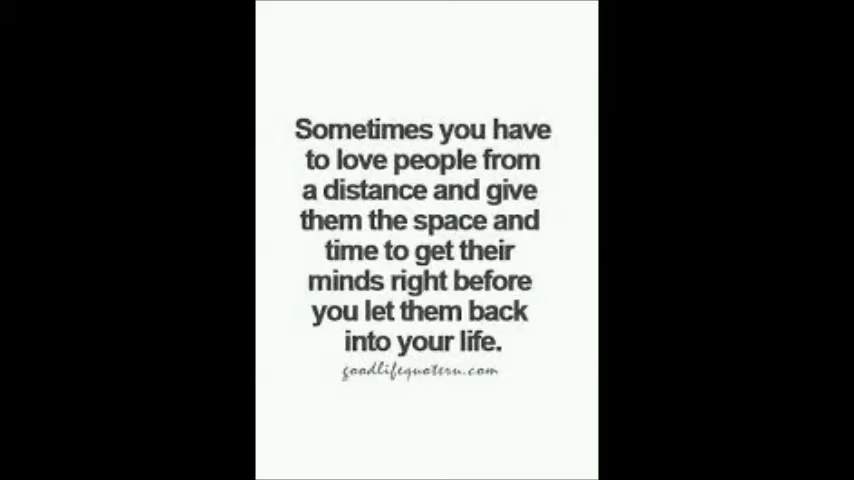 Sometimes you have
to love people from
a distance and give
them the space and
time to get their
minds right before
you let them back
into your life.
goodlifequoteru.com